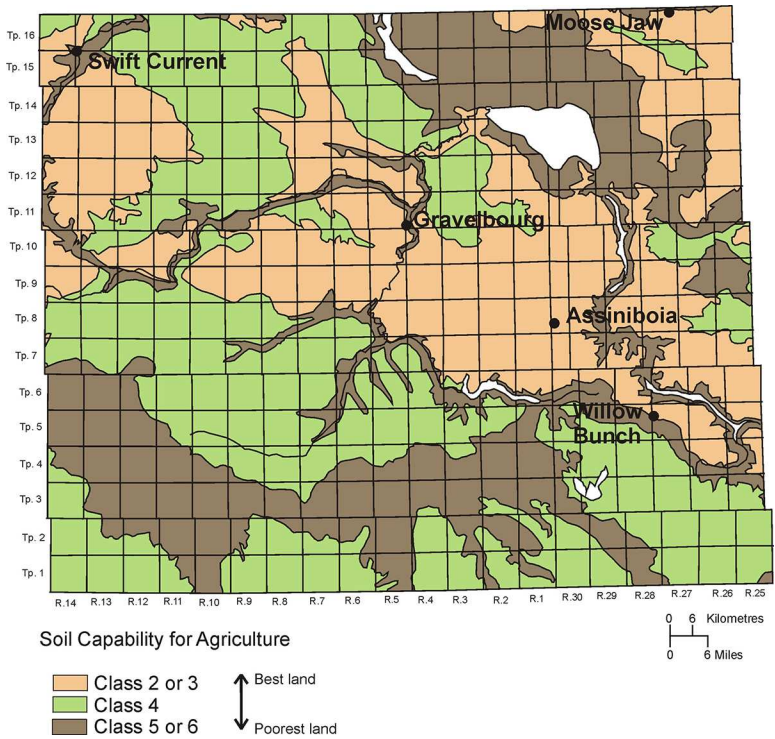 Moose Jaw
Tp. 16
Swift Current
Tp. 15
Tp. 14
Tp. 13
Tp. 12
Tp. 11
Gravelbourg
Tp. 10
Tp. 9
Tp. 8
Assiniboia
Tp. 7
Tp. 6
Willow
Bunch
Tp. 5
Tp. 4
Tp. 3
Tp. 2
Tp. 1
R.14 R.13 R.12 R.11 R.10 R.9 R.8 R.7 R.6 R.5 R.4 R.3 R.2 R.1 R.30 R.29 R.28 R.27 R.26 R.25
0 6 Kilometres
0 6 Miles
Soil Capability for Agriculture
Class 2 or 3
Best land
Class 4
Class 5 or 6
Poorest land